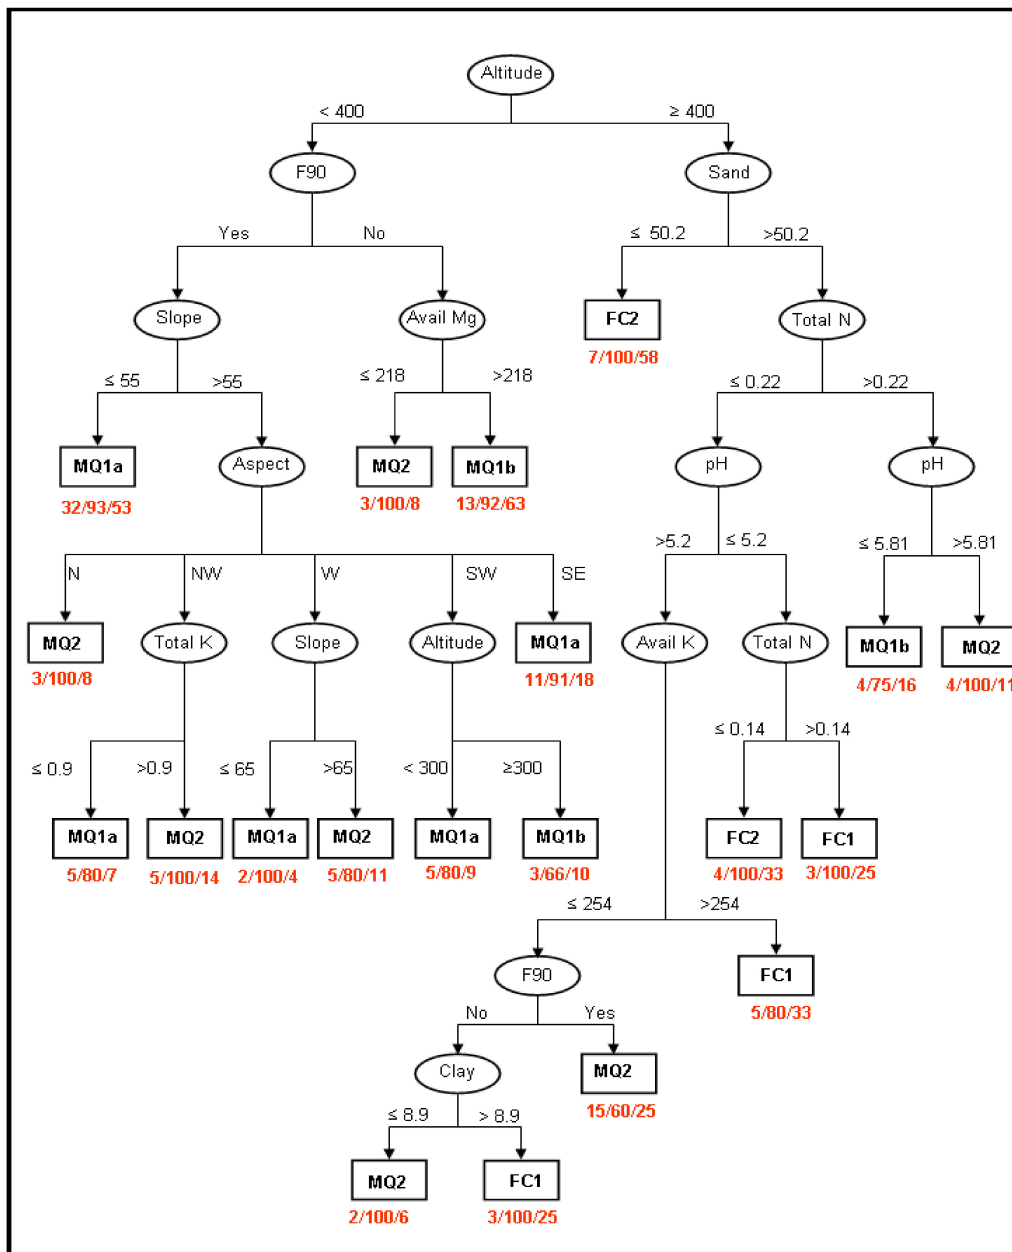 Altitude
< 400 ≥ 400
F90 Sand
Yes No ≤ 50.2 >50.2
Slope Avail Mg FC2 Total N
7/100/58
≤ 55 >55 ≤ 218 >218 ≤ 0.22 >0.22
MQ1a Aspect MQ2 MQ1b pH pH
32/93/53 3/100/8 13/92/63
>5.2 ≤ 5.2 ≤ 5.81 >5.81
N NW W SW SE
MQ2 Total K Slope Altitude MQ1a Avail K Total N MQ1b MQ2
3/100/8 11/91/18 4/75/16 4/100/11
≤ 0.14 >0.14
≤ 0.9 >0.9 ≤ 65 >65 < 300 ≥300
MQ1a MQ2 MQ1a MQ2 MQ1a MQ1b FC2 FC1
5/80/7 5/100/14 2/100/4 5/80/11 5/80/9 3/66/10 4/100/33 3/100/25
≤ 254 >254
F90 FC1
5/80/33
No Yes
Clay MQ2
15/60/25
≤ 8.9 > 8.9
MQ2 FC1
2/100/6 3/100/25